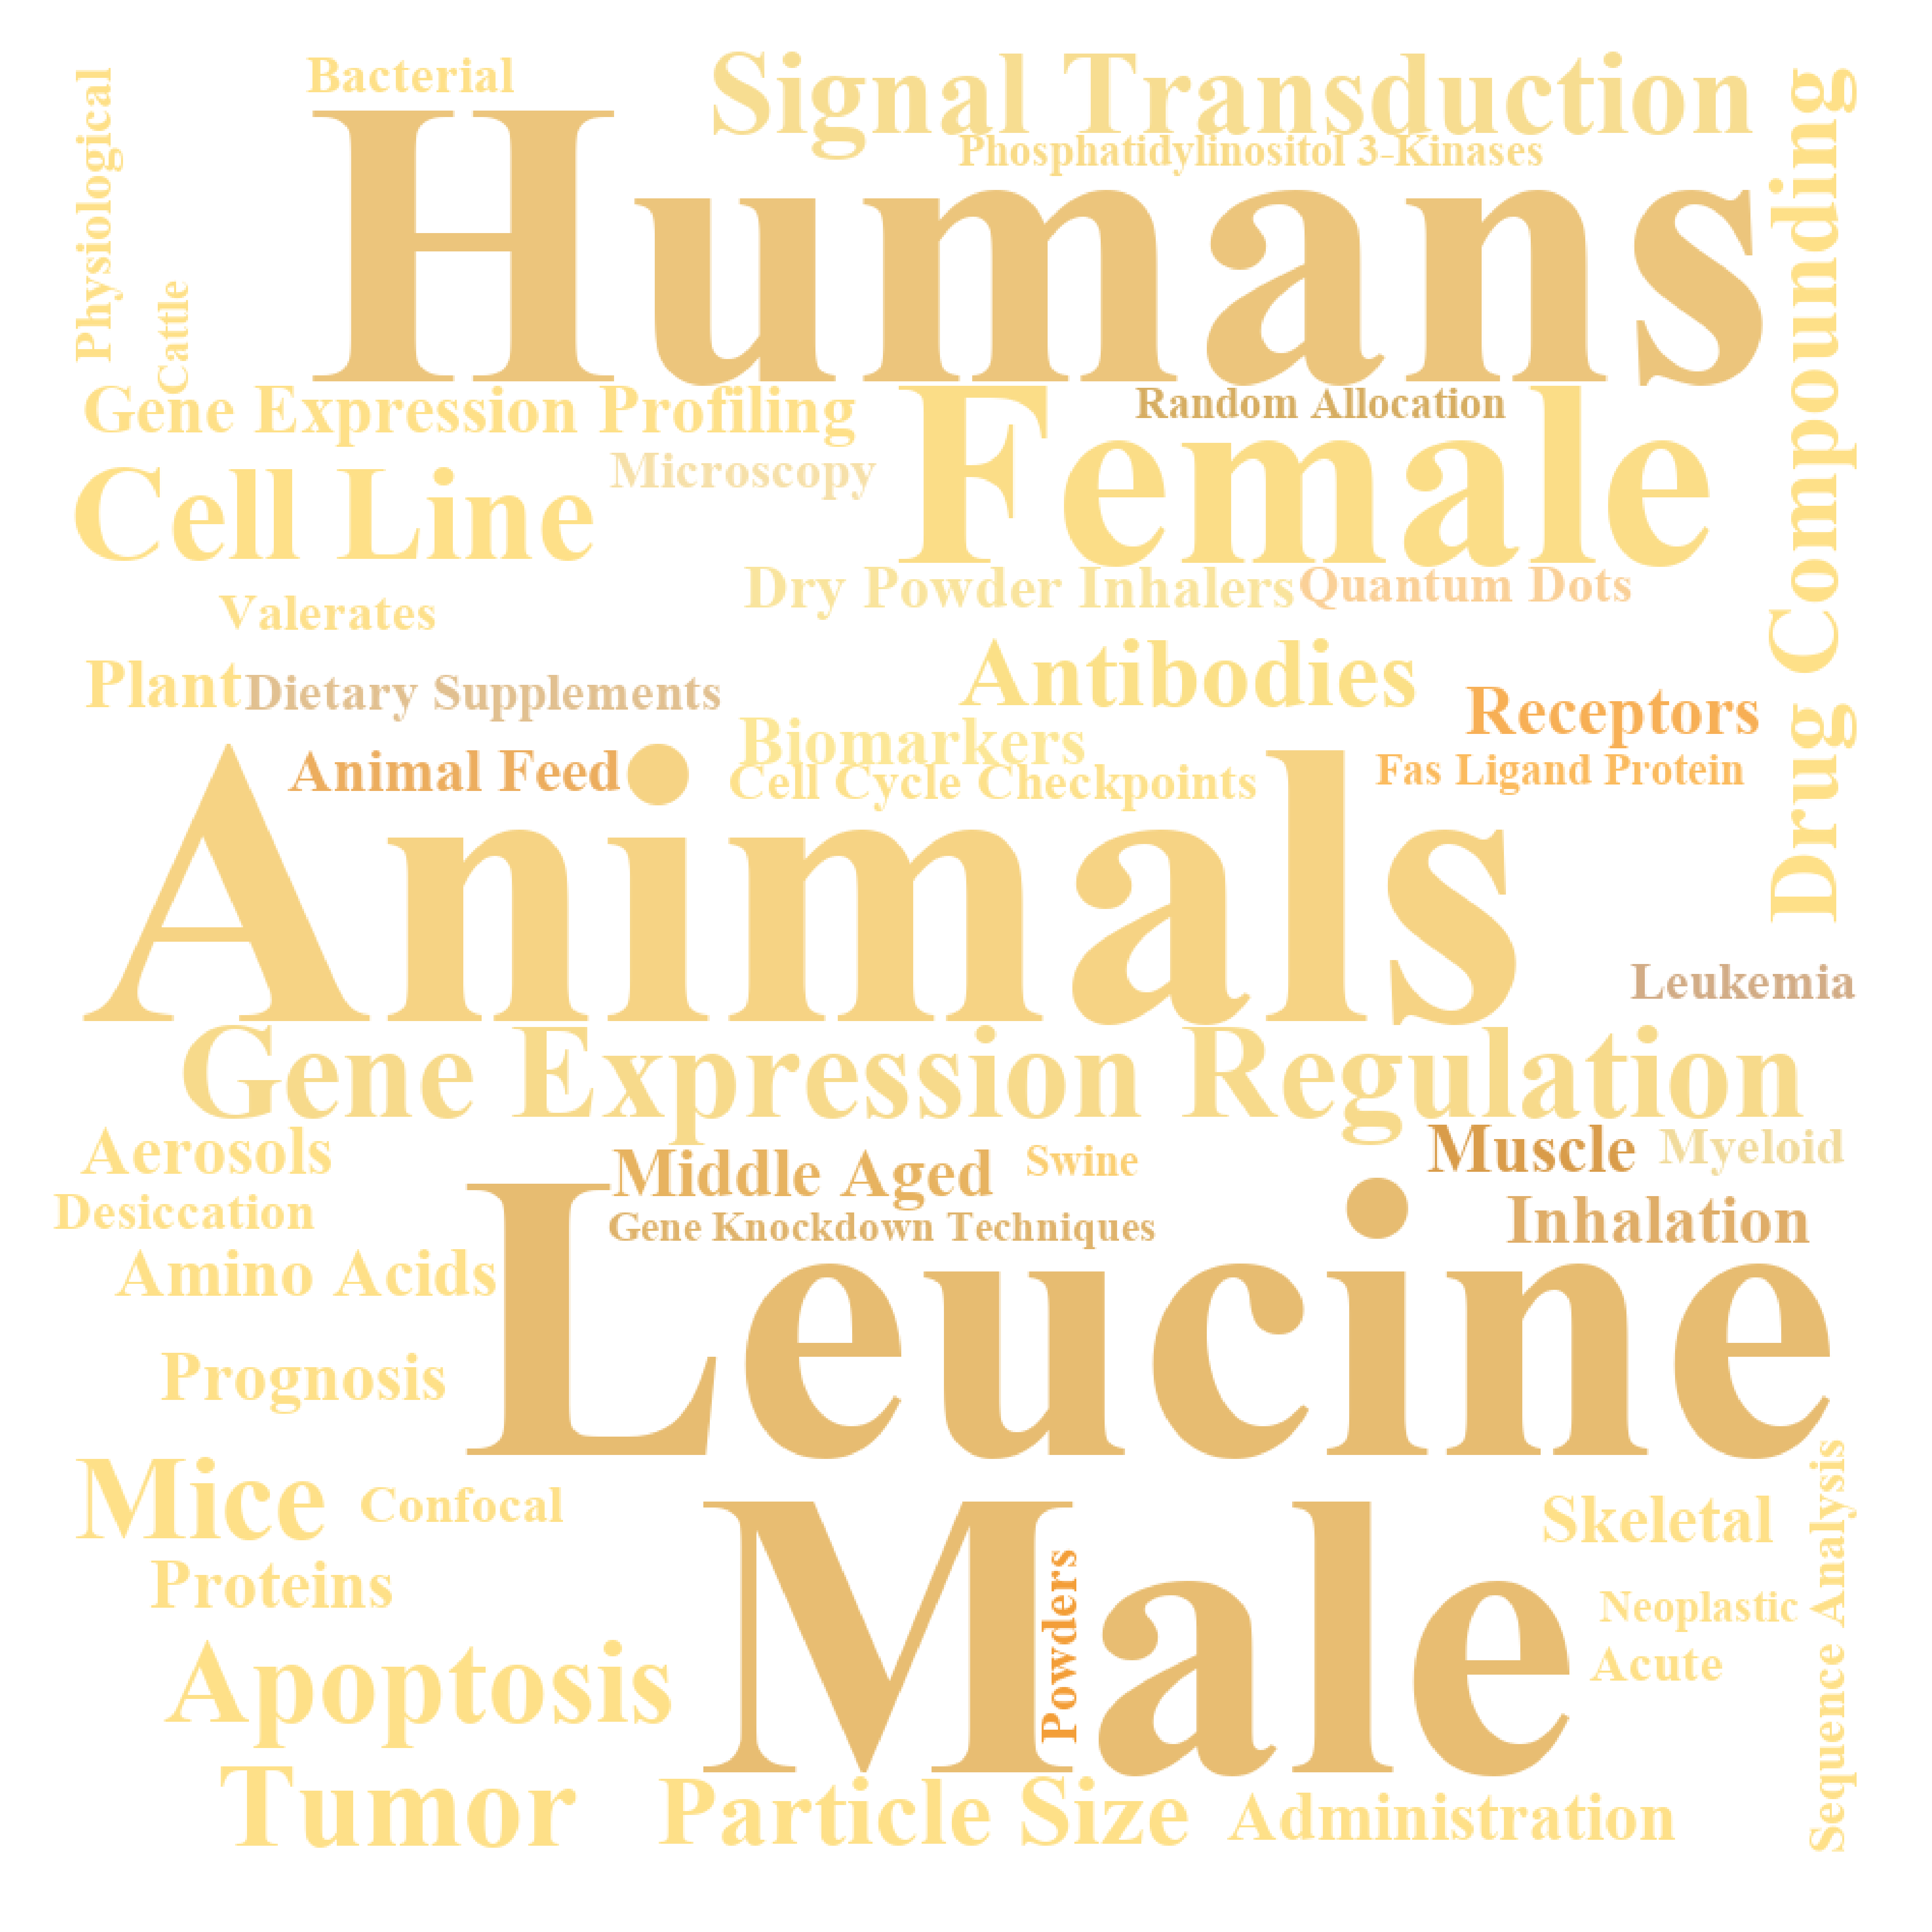 Bacterial
Signal Transduction
Phosphatidylinositol 3-Kinases
Physiological
Humans
Drug Compounding
Cattle
Gene Expression Profiling
Random Allocation
Female
Microscopy
Cell Line
Dry Powder Inhalers
Quantum Dots
Valerates
Antibodies
Plant
Dietary Supplements
Receptors
Biomarkers
Animal Feed
Cell Cycle Checkpoints
Fas Ligand Protein
Animals
Leukemia
Gene Expression Regulation
Aerosols
Middle Aged
Swine
Muscle
Myeloid
Desiccation
Gene Knockdown Techniques
Inhalation
Amino Acids
Leucine
Prognosis
Mice
Confocal
Skeletal
Sequence Analysis
Proteins
Male
Powders
Neoplastic
Acute
Apoptosis
Tumor
Particle Size
Administration